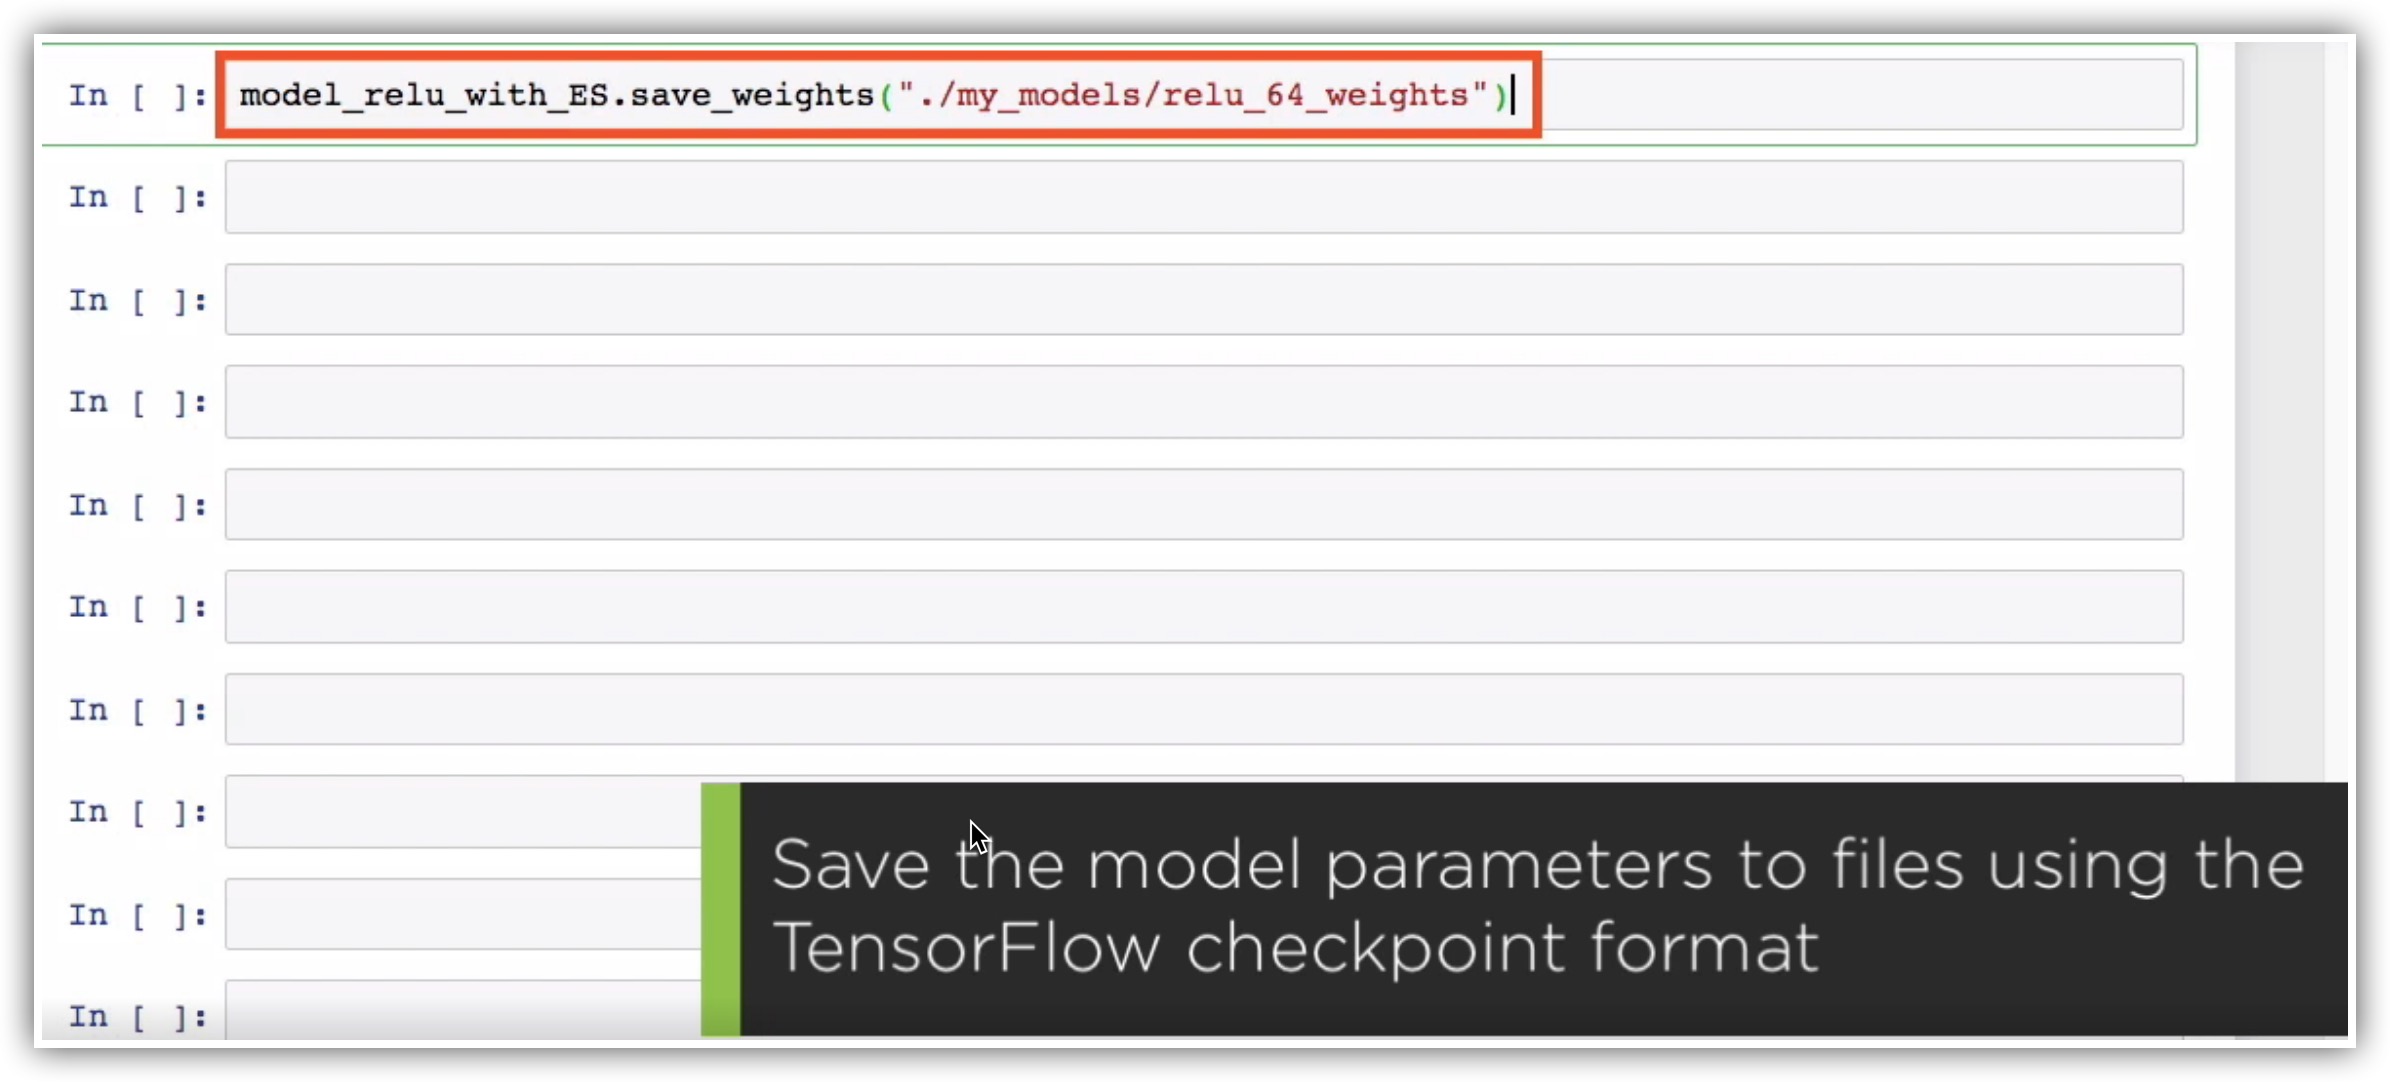 In [ ]: model_relu_with_ES.save_weights("./my_models/relu_64_weights")
In [ ]:
In [ ]:
In [ ]:
In [ ]:
In [ ]:
In [ ]:
In [ ]:
In [ ]:
In [ ]:
Save the model parameters to files using the
TensorFlow checkpoint format